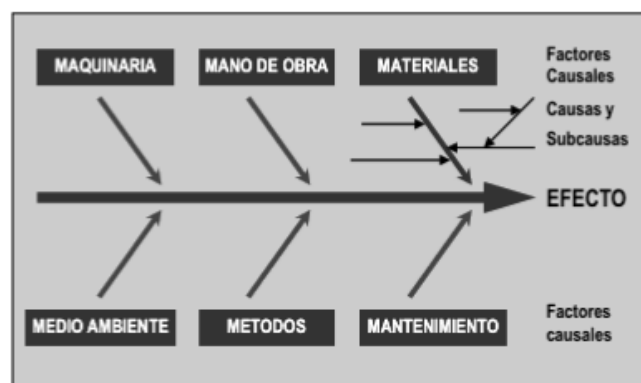 MAQUINARIA
MANO DE OBRA
MATERIALES
Factores
Causales
Causas y
Subcausas
EFECTO
MEDIO AMBIENTE
METODOS
MANTENIMIENTO
Factores
causales